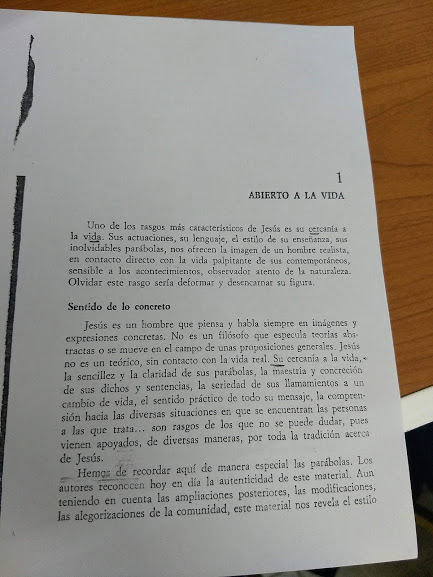 1
ABIERTO A LA VIDA
Uno de los rasgos más característicos de Jesús es su cercanía a
la vida. Sus actuaciones, su lenguaje, el estilo de su enseñanza, sus
inolvidables parábolas, nos ofrecen la imagen de un hombre realista,
en contacto directo con la vida palpitante de sus contemporáneos,
sensible a los acontecimientos, observador atento de la naturaleza.
Olvidar este rasgo sería deformar y desencarnar su figura.
Sentido de lo concreto
Jesús es un hombre que piensa y habla siempre en imágenes y
expresiones concretas. No es un filósofo que especula teorías abs-
tractas o se mueve en el campo de unas proposiciones generales. Jesús
no es un teórico, sin contacto con la vida real. Su cercanía a la vida,
la sencillez y la claridad de sus parábolas, la maestría y concreción
de sus dichos y sentencias, la seriedad de sus llamamientos a un
cambio de vida, el sentido práctico de todo su mensaje, la compren-
sión hacia las diversas situaciones en que se encuentran las personas
a las que trata... son rasgos de los que no se puede dudar, pues
vienen apoyados, de diversas maneras, por toda la tradición acerca
de Jesús.
Hemos de recordar aquí de manera especial las parábolas. Los
autores reconocen hoy en día la autenticidad de este material. Aun
teniendo en cuenta las ampliaciones posteriores, las modificaciones,
las alegorizaciones de la comunidad, este material nos revela el estilo